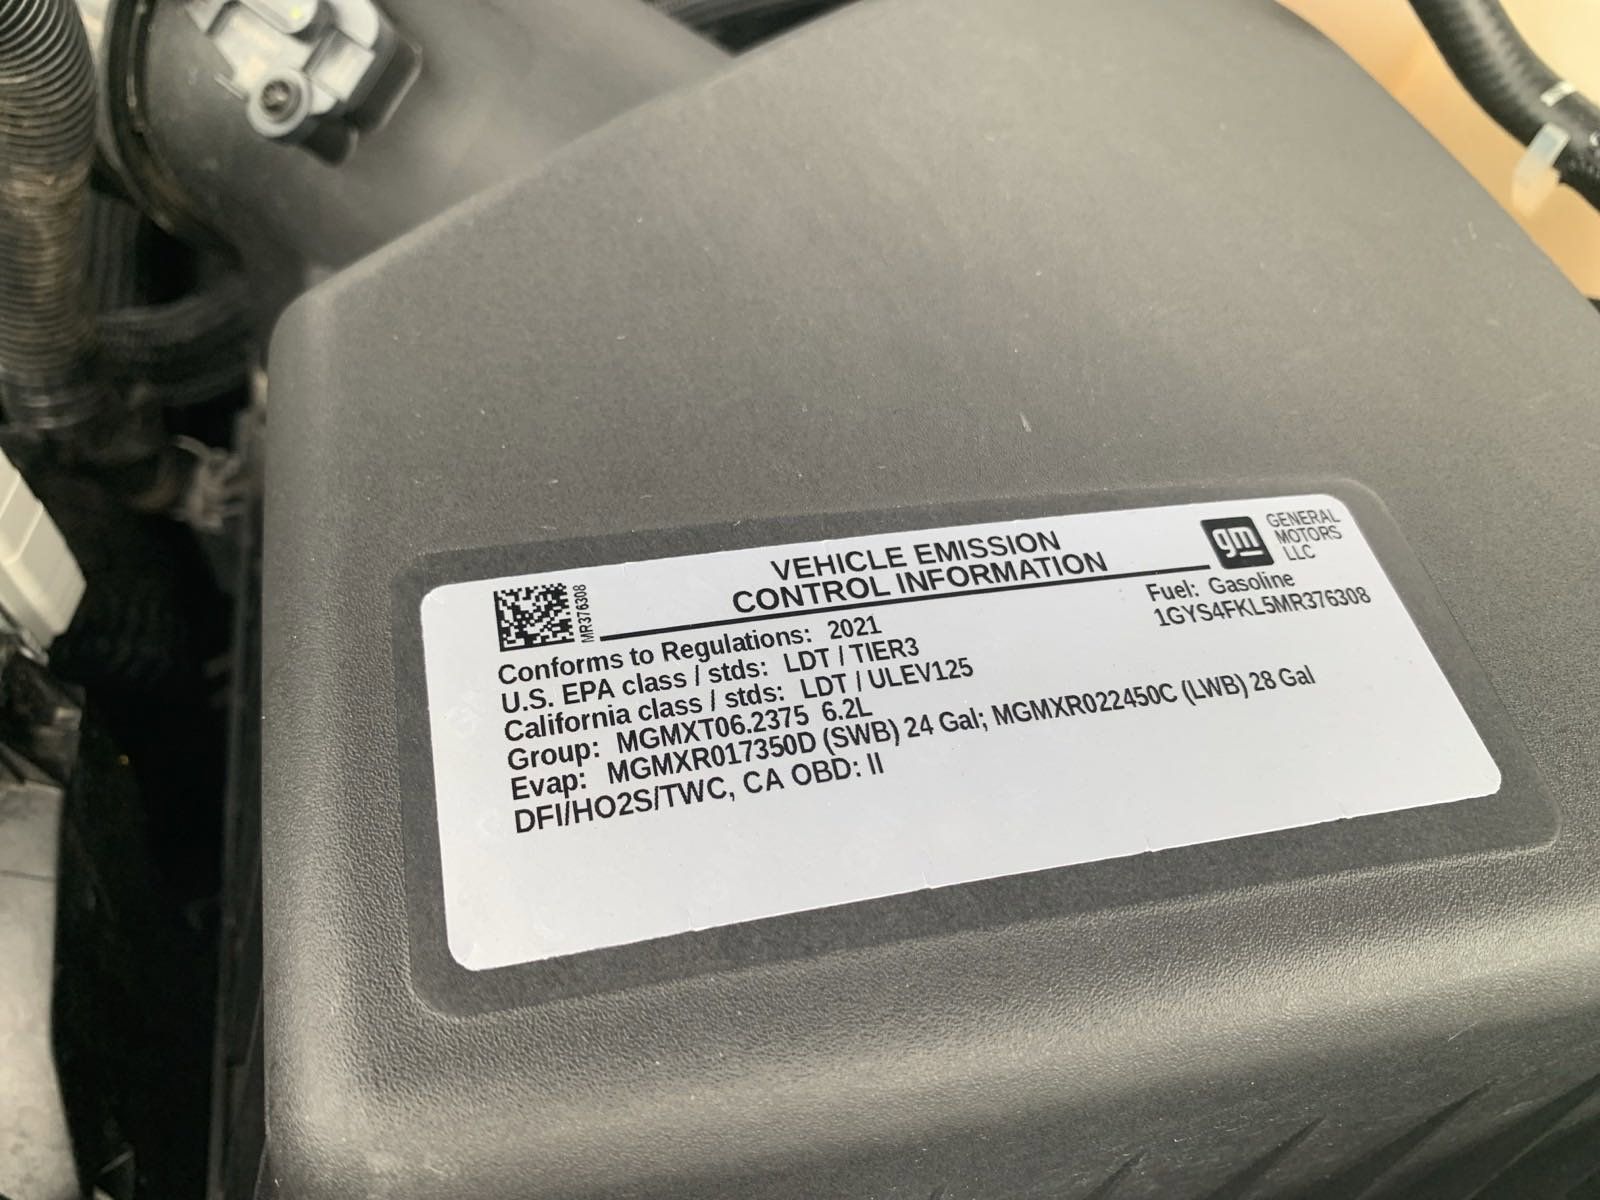 VEHICLE EMISSION
CONTROL INFORMATION
gm
GENERAL
MOTORS
LLC
MR376308
Fuel: Gasoline
1GYS4FKL5MR376308
Conforms to Regulations: 2021
U.S. EPA class / stds: LDT / TIER3
California class / stds: LDT / ULEV125
Group: MGMXT06.2375 6.2L
Evap: MGMXR017350D (SWB) 24 Gal; MGMXR022450C (LWB) 28 Gal
DFI/HO2S/TWC, CA OBD: II